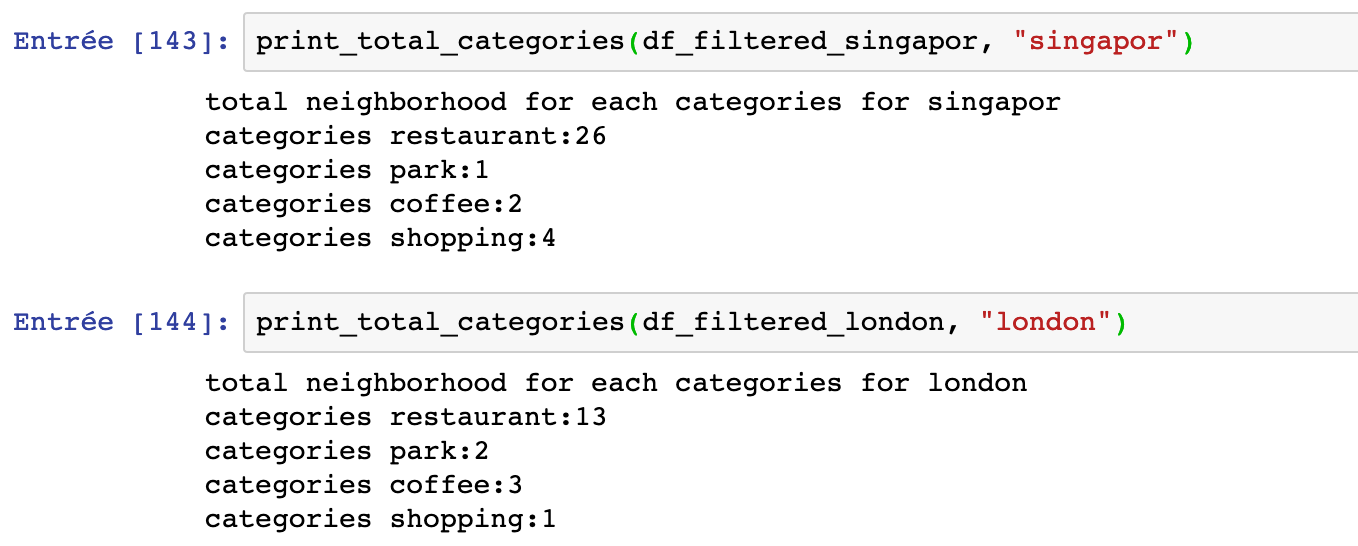 Entrée [143]: print_total_categories(df_filtered_singapor, "singapor")
total neighborhood for each categories for singapor
categories restaurant:26
categories park:1
categories coffee:2
categories shopping:4
Entrée [144]: print_total_categories(df_filtered_london, "london")
total neighborhood for each categories for london
categories restaurant:13
categories park:2
categories coffee:3
categories shopping:1